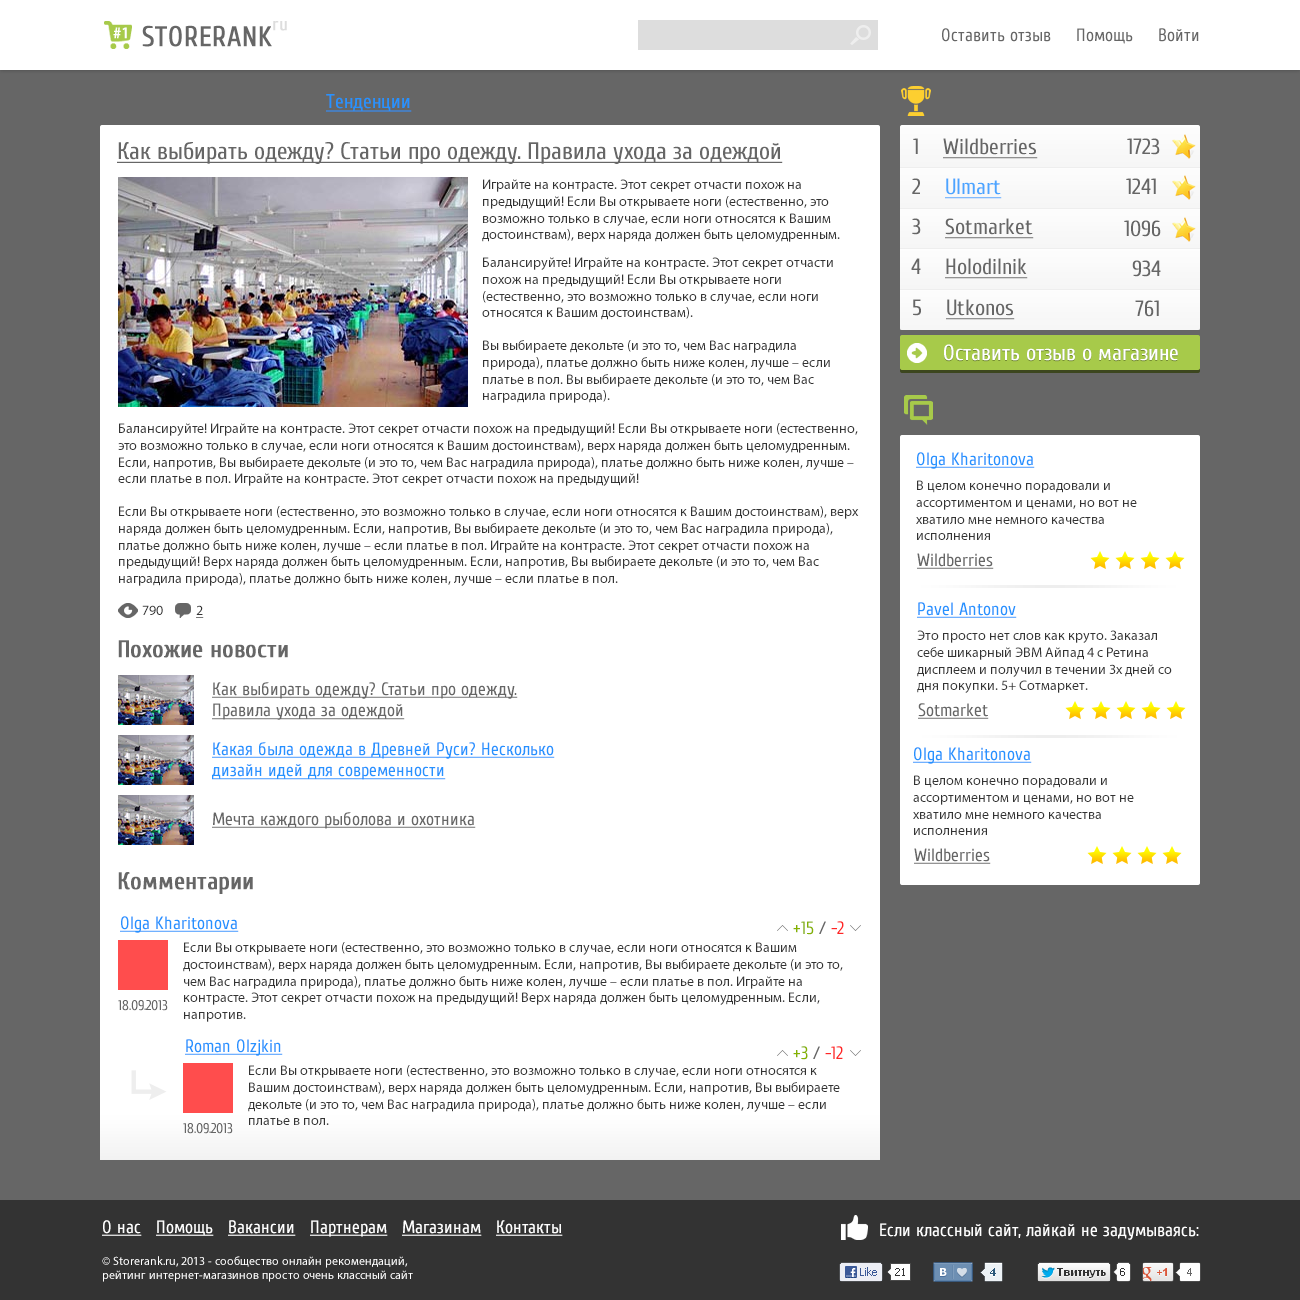 #1 STORERANK ru
Оставить отзыв Помощь Войти
Тенденции
Как выбирать одежду? Статьи про одежду. Правила ухода за одеждой
Играйте на контрасте. Этот секрет отчасти похож на
предыдущий! Если Вы открываете ноги (естественно, это
возможно только в случае, если ноги относятся к Вашим
достоинствам), верх наряда должен быть целомудренным.
Балансируйте! Играйте на контрасте. Этот секрет отчасти
похож на предыдущий! Если Вы открываете ноги
(естественно, это возможно только в случае, если ноги
относятся к Вашим достоинствам).
Вы выбираете декольте (и это то, чем Вас наградила
природа), платье должно быть ниже колен, лучше – если
платье в пол. Вы выбираете декольте (и это то, чем Вас
наградила природа).
Балансируйте! Играйте на контрасте. Этот секрет отчасти похож на предыдущий! Если Вы открываете ноги (естественно,
это возможно только в случае, если ноги относятся к Вашим достоинствам), верх наряда должен быть целомудренным.
Если, напротив, Вы выбираете декольте (и это то, чем Вас наградила природа), платье должно быть ниже колен, лучше –
если платье в пол. Играйте на контрасте. Этот секрет отчасти похож на предыдущий!
Если Вы открываете ноги (естественно, это возможно только в случае, если ноги относятся к Вашим достоинствам), верх
наряда должен быть целомудренным. Если, напротив, Вы выбираете декольте (и это то, чем Вас наградила природа),
платье должно быть ниже колен, лучше – если платье в пол. Играйте на контрасте. Этот секрет отчасти похож на
предыдущий! Верх наряда должен быть целомудренным. Если, напротив, Вы выбираете декольте (и это то, чем Вас
наградила природа), платье должно быть ниже колен, лучше – если платье в пол.
790 2
Похожие новости
Как выбирать одежду? Статьи про одежду.
Правила ухода за одеждой
Какая была одежда в Древней Руси? Несколько
дизайн идей для современности
Мечта каждого рыболова и охотника
Комментарии
Olga Kharitonova
+15 / -2
Если Вы открываете ноги (естественно, это возможно только в случае, если ноги относятся к Вашим
достоинствам), верх наряда должен быть целомудренным. Если, напротив, Вы выбираете декольте (и это то,
чем Вас наградила природа), платье должно быть ниже колен, лучше – если платье в пол. Играйте на
контрасте. Этот секрет отчасти похож на предыдущий! Верх наряда должен быть целомудренным. Если,
напротив.
18.09.2013
Roman Olzjkin
+3 / -12
Если Вы открываете ноги (естественно, это возможно только в случае, если ноги относятся к
Вашим достоинствам), верх наряда должен быть целомудренным. Если, напротив, Вы выбираете
декольте (и это то, чем Вас наградила природа), платье должно быть ниже колен, лучше – если
платье в пол.
18.09.2013
1 Wildberries 1723
2 Ulmart 1241
3 Sotmarket 1096
4 Holodilnik 934
5 Utkonos 761
Оставить отзыв о магазине
Olga Kharitonova
В целом конечно порадовали и
ассортиментом и ценами, но вот не
хватило мне немного качества
исполнения
Wildberries
Pavel Antonov
Это просто нет слов как круто. Заказал
себе шикарный ЭВМ Айпад 4 с Ретина
дисплеем и получил в течении 3х дней со
дня покупки. 5+ Сотмаркет.
Sotmarket
Olga Kharitonova
В целом конечно порадовали и
ассортиментом и ценами, но вот не
хватило мне немного качества
исполнения
Wildberries
О нас Помощь Вакансии Партнерам Магазинам Контакты
© Storerank.ru, 2013 - сообщество онлайн рекомендаций,
рейтинг интернет-магазинов просто очень классный сайт
Если классный сайт, лайкай не задумываясь:
Like 21 В 4 Твитнуть 6 g +1 4